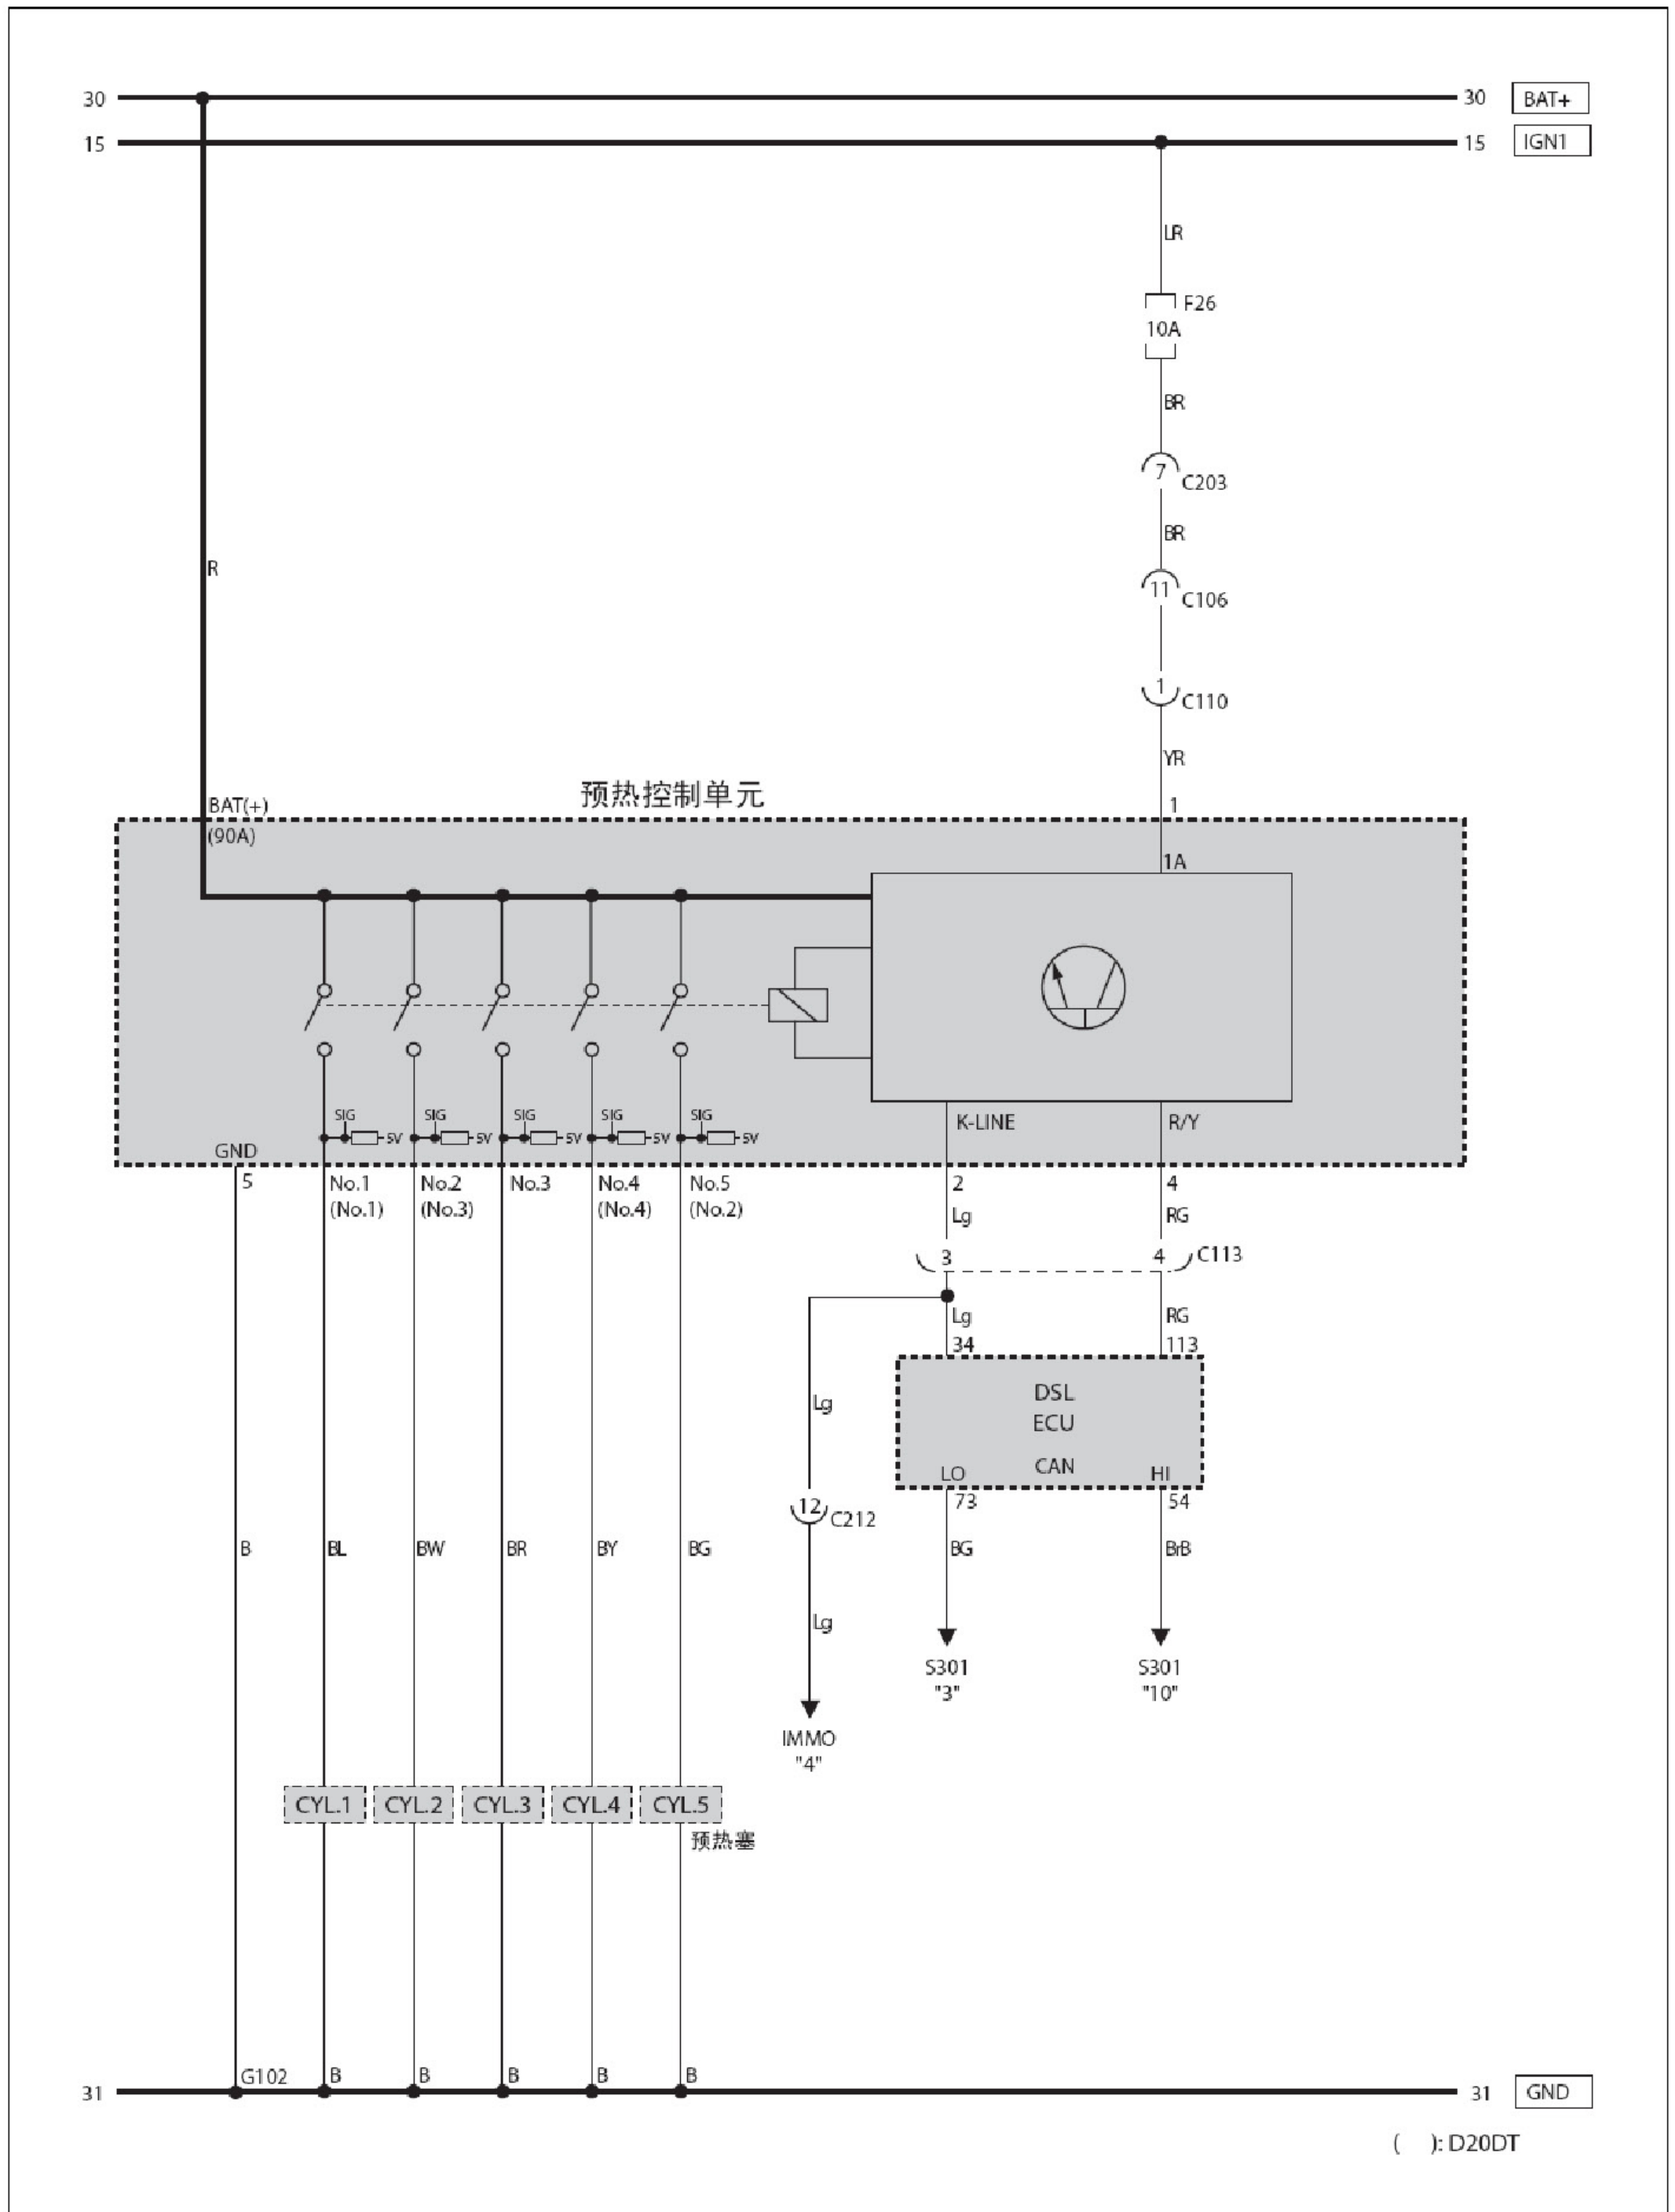 30 30 BAT+
15 15 IGN1
LR
F26
10A
BR
7 C203
BR
R
11 C106
1 C110
YR
BAT(+) 预热控制单元 1
(90A)
1A
SIG SIG SIG SIG SIG
5V 5V 5V 5V 5V
K-LINE R/Y
GND
5 No.1 No.2 No.3 No.4 No.5 2 4
(No.1) (No.3) (No.4) (No.2)
Lg RG
3 4 C113
Lg RG
34 113
DSL
ECU
CAN
LO HI
73 54
Lg
12 C212
B BL BW BR BY BG BG BrB
Lg
S301 S301
"3" "10"
IMMO
"4"
CYL.1 CYL.2 CYL.3 CYL.4 CYL.5
预热塞
G102 B B B B B
31 31 GND
( ): D20DT